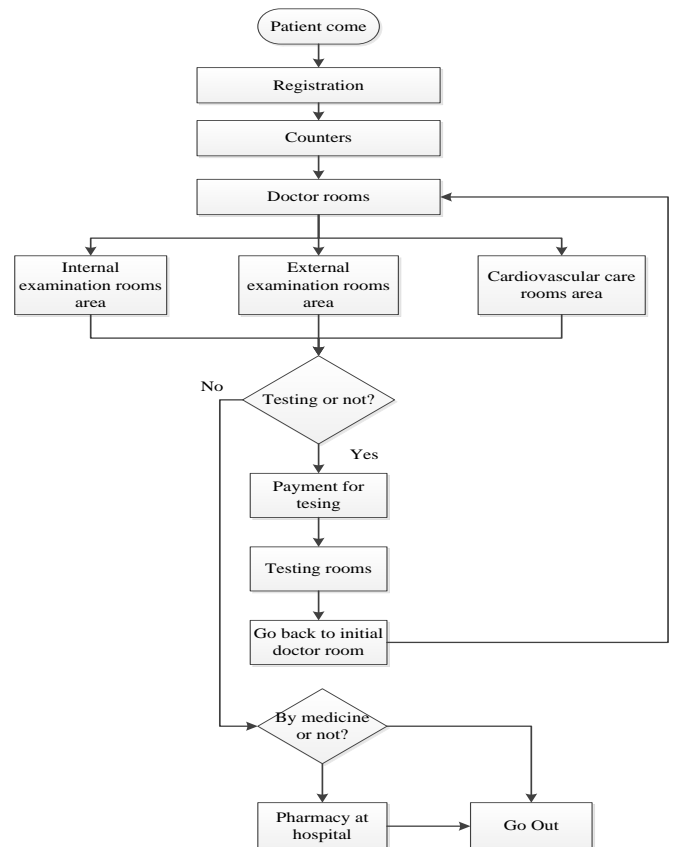 Patient come
Registration
Counters
Doctor rooms
Internal
examination rooms
area
External
examination rooms
area
Cardiovascular care
rooms area
No
Testing or not?
Yes
Payment for
tesing
Testing rooms
Go back to initial
doctor room
By medicine
or not?
Pharmacy at
hospital
Go Out